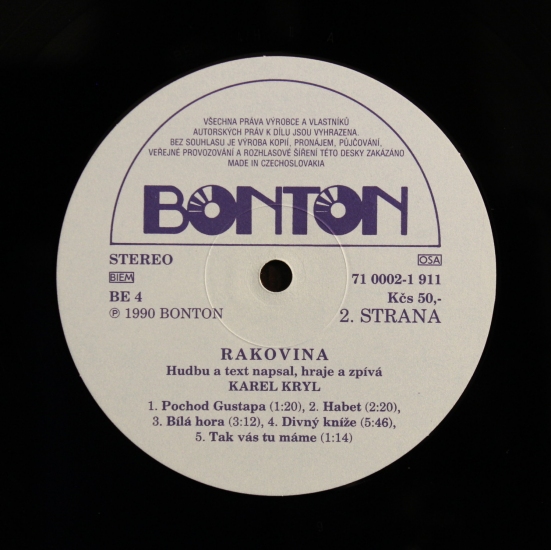 VŠECHNA PRÁVA VÝROBCE A VLASTNÍKŮ
AUTORSKÝCH PRÁV K DÍLU JSOU VYHRAZENA.
BEZ SOUHLASU JE VÝROBA KOPIÍ, PRONÁJEM, PŮJČOVÁNÍ,
VEŘEJNÉ PROVOZOVÁNÍ A ROZHLASOVÉ ŠÍŘENÍ TÉTO DESKY ZAKÁZÁNO
MADE IN CZECHOSLOVAKIA
BONTON
STEREO OSA
BIEM 71 0002-1 911
BE 4 Kčs 50,-
℗ 1990 BONTON 2. STRANA
RAKOVINA
Hudbu a text napsal, hraje a zpívá
KAREL KRYL
1. Pochod Gustapa (1:20), 2. Habet (2:20),
3. Bílá hora (3:12), 4. Divný kníže (5:46),
5. Tak vás tu máme (1:14)